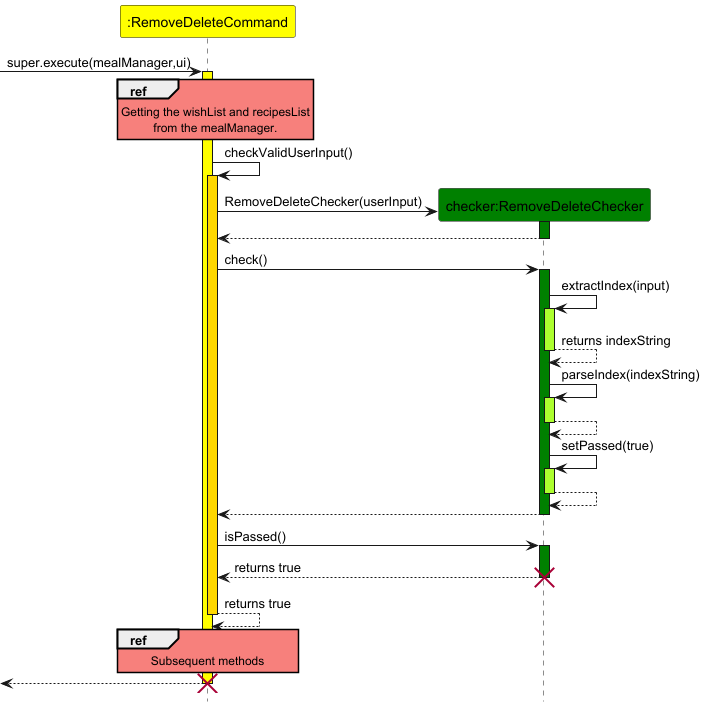 :RemoveDeleteCommand
super.execute(mealManager,ui)
ref
Getting the wishList and recipesList
from the mealManager.
checkValidUserInput()
RemoveDeleteChecker(userInput)
checker:RemoveDeleteChecker
check()
extractIndex(input)
returns indexString
parseIndex(indexString)
setPassed(true)
isPassed()
returns true
returns true
ref
Subsequent methods